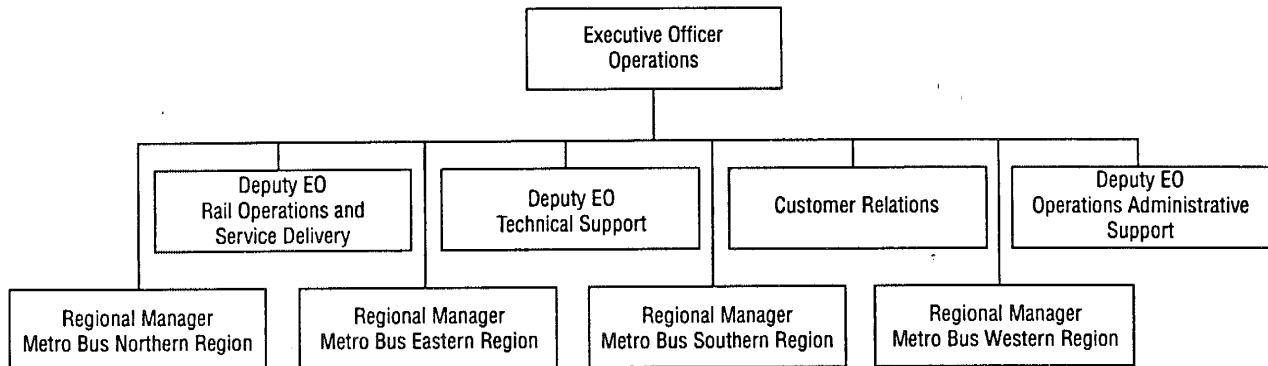 Executive Officer
Operations
Deputy EO
Rail Operations and
Service Delivery
Deputy EO
Technical Support
Customer Relations
Deputy EO
Operations Administrative
Support
Regional Manager
Metro Bus Northern Region
Regional Manager
Metro Bus Eastern Region
Regional Manager
Metro Bus Southern Region
Regional Manager
Metro Bus Western Region